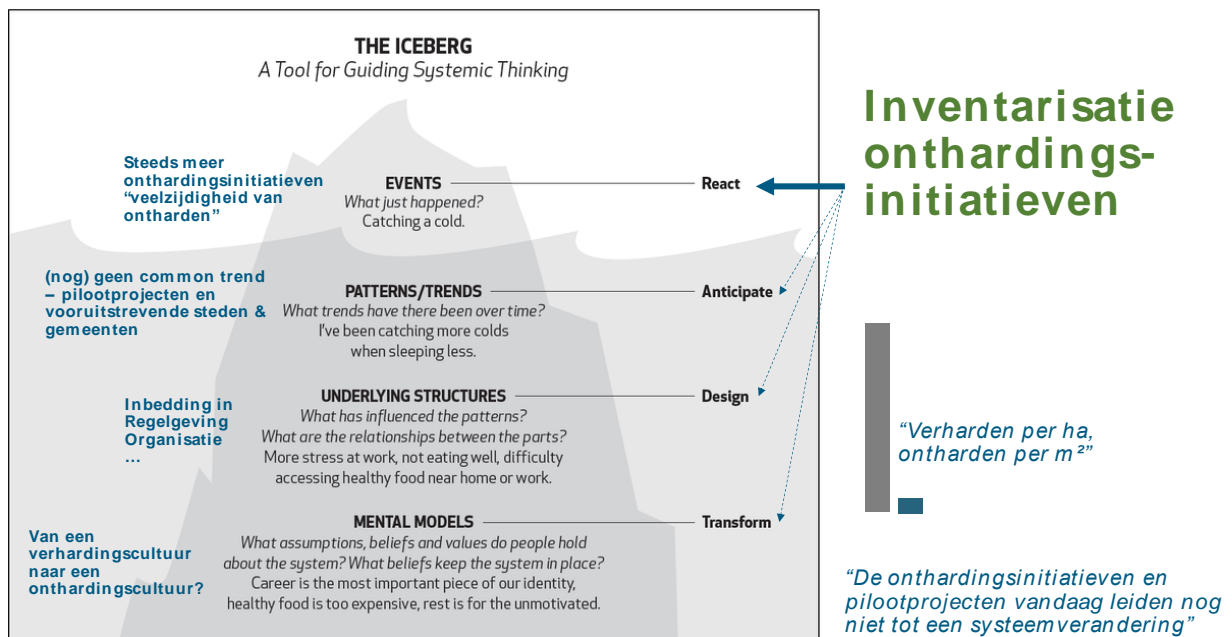 THE ICEBERG
A Tool for Guiding Systemic Thinking
Inventarisatie
onthardings-
initiatieven
Steeds meer
onthardingsinitiatieven
“veelzijdigheid van
ontharden”
EVENTS
What just happened?
Catching a cold.
React
(nog) geen common trend
– pilootprojecten en
vooruitstrevende steden &
gemeenten
PATTERNS/TRENDS
What trends have there been over time?
I've been catching more colds
when sleeping less.
Anticipate
Inbedding in
Regelgeving
Organisatie
...
UNDERLYING STRUCTURES
What has influenced the patterns?
What are the relationships between the parts?
More stress at work, not eating well, difficulty
accessing healthy food near home or work.
Design
“Verharden per ha,
ontharden per m²”
Van een
verhardingscultuur
naar een
onthardingscultuur?
MENTAL MODELS
What assumptions, beliefs and values do people hold
about the system? What beliefs keep the system in place?
Career is the most important piece of our identity,
healthy food is too expensive, rest is for the unmotivated.
Transform
“De onthardingsinitiatieven en
pilootprojecten vandaag leiden nog
niet tot een systeemverandering”